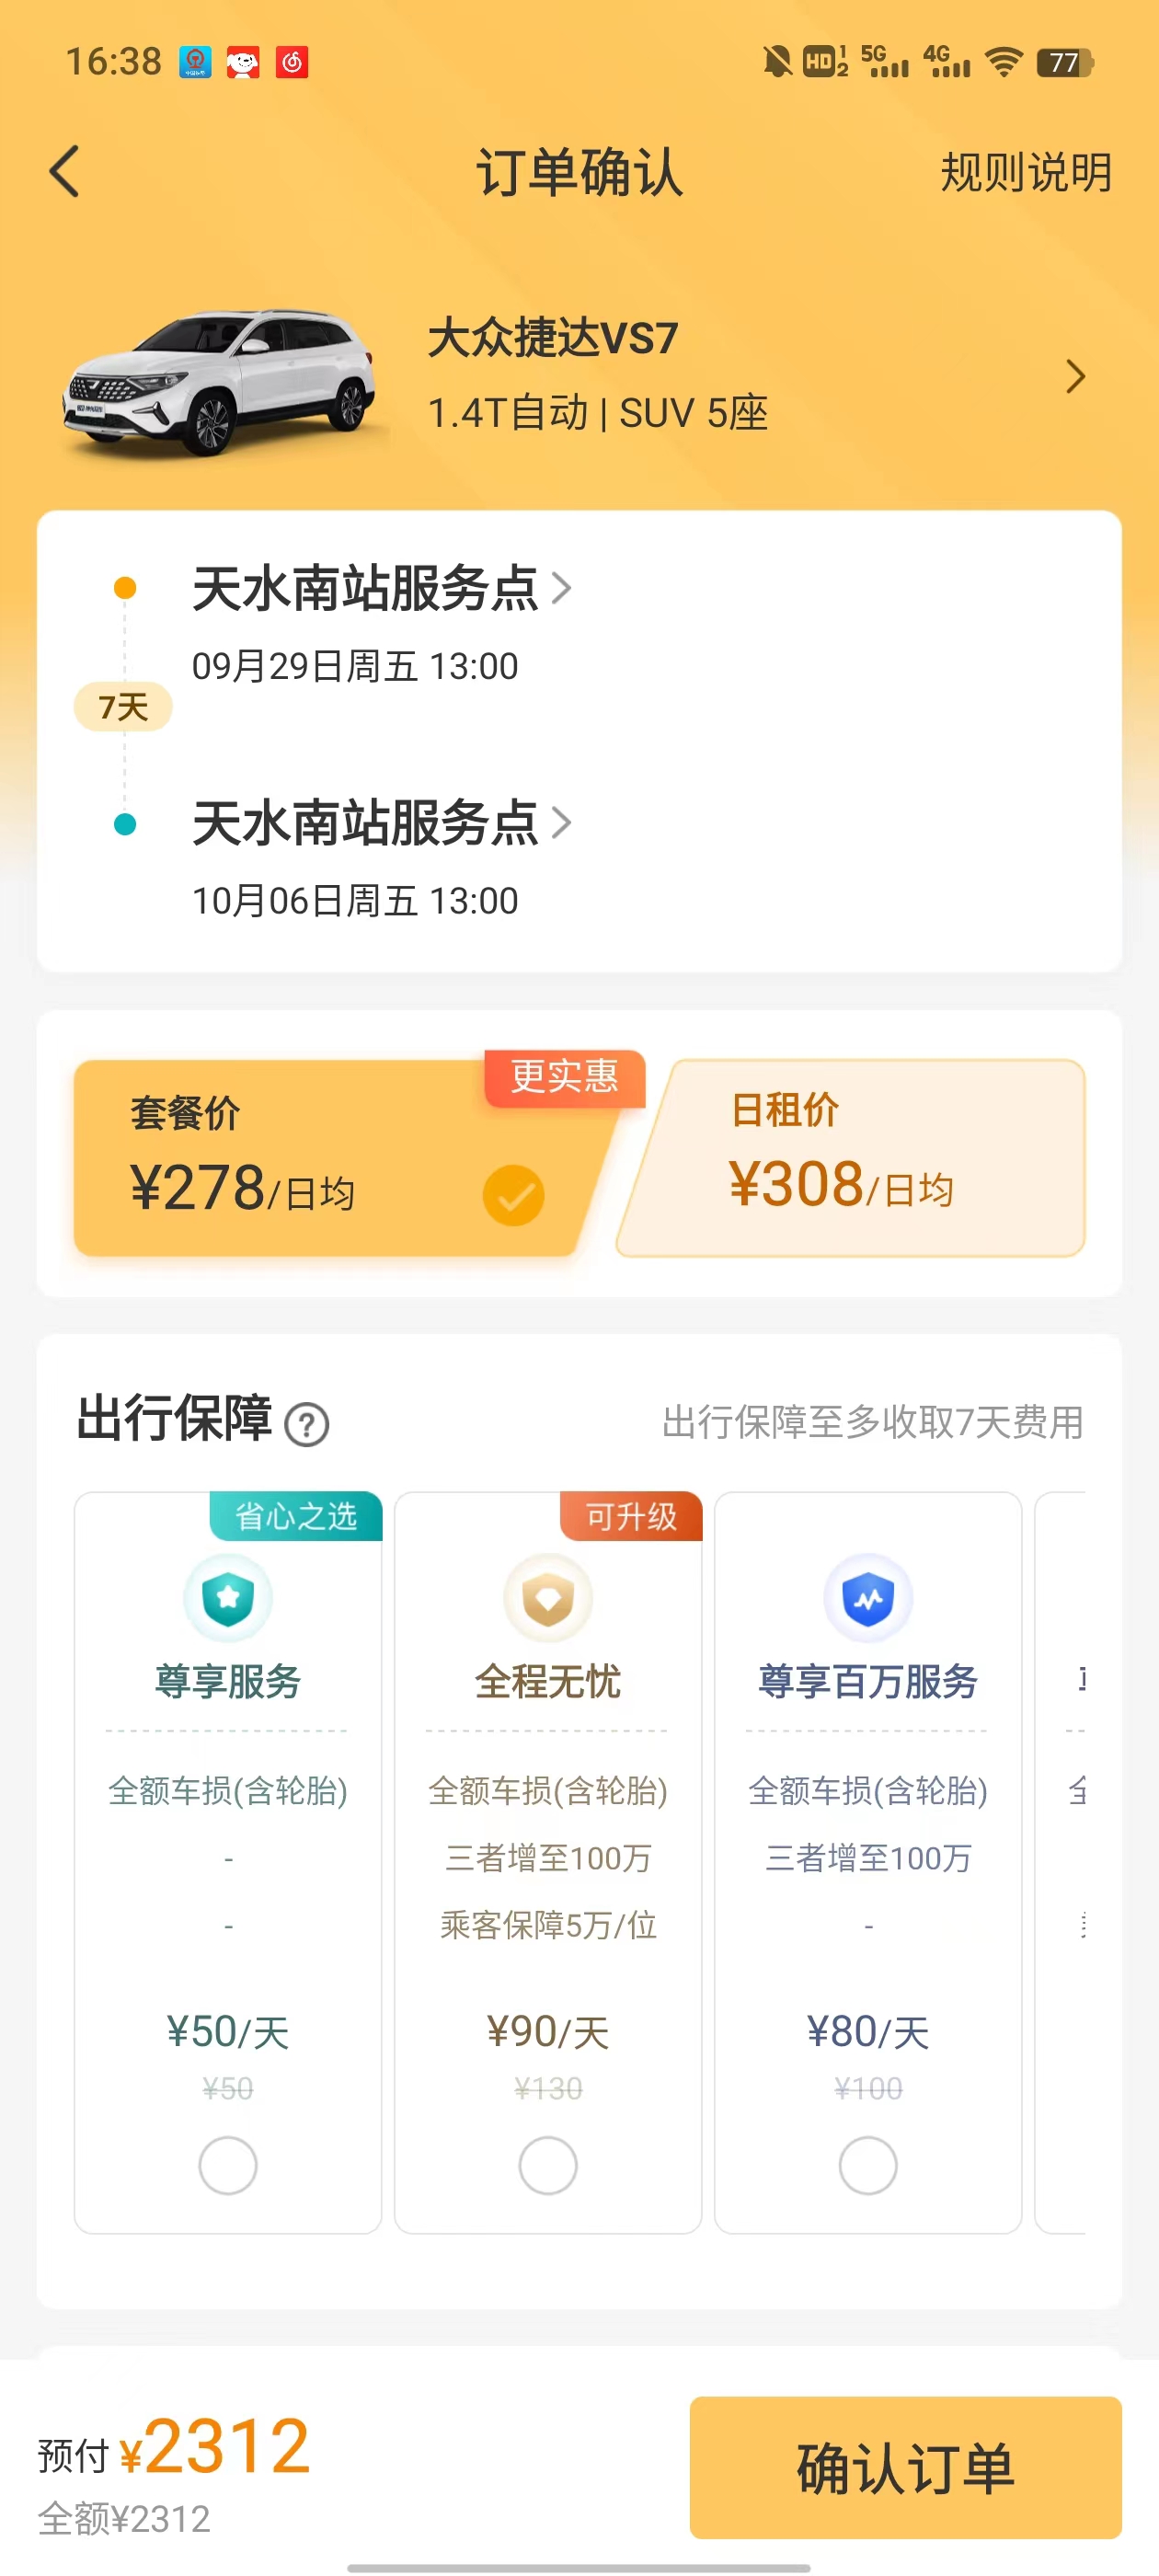 16:38
HD 1 2 5G 4G 77
订单确认 规则说明
大众捷达VS7
1.4T自动 | SUV 5座
天水南站服务点
09月29日周五 13:00
7天
天水南站服务点
10月06日周五 13:00
更实惠
套餐价 日租价
¥278/日均 ¥308/日均
出行保障 ? 出行保障至多收取7天费用
省心之选 可升级
尊享服务 全程无忧 尊享百万服务
全额车损(含轮胎) 全额车损(含轮胎) 全额车损(含轮胎)
- 三者增至100万 三者增至100万
- 乘客保障5万/位 -
¥50/天 ¥90/天 ¥80/天
¥50 ¥130 ¥100
预付 ¥2312 确认订单
全额¥2312